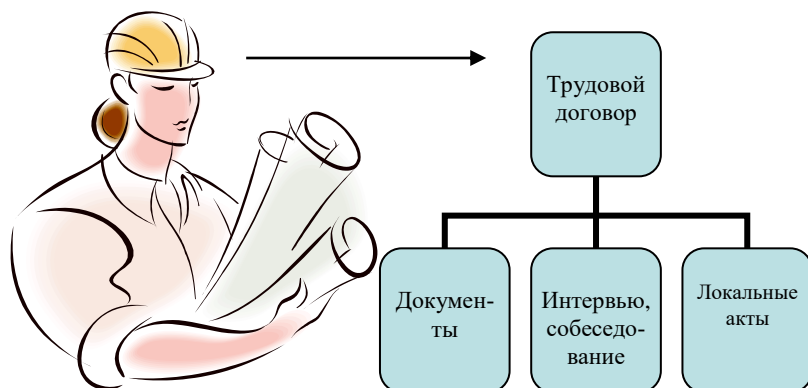 Трудовой
договор
Докумен-
ты
Интервью,
собеседо-
вание
Локальные
акты